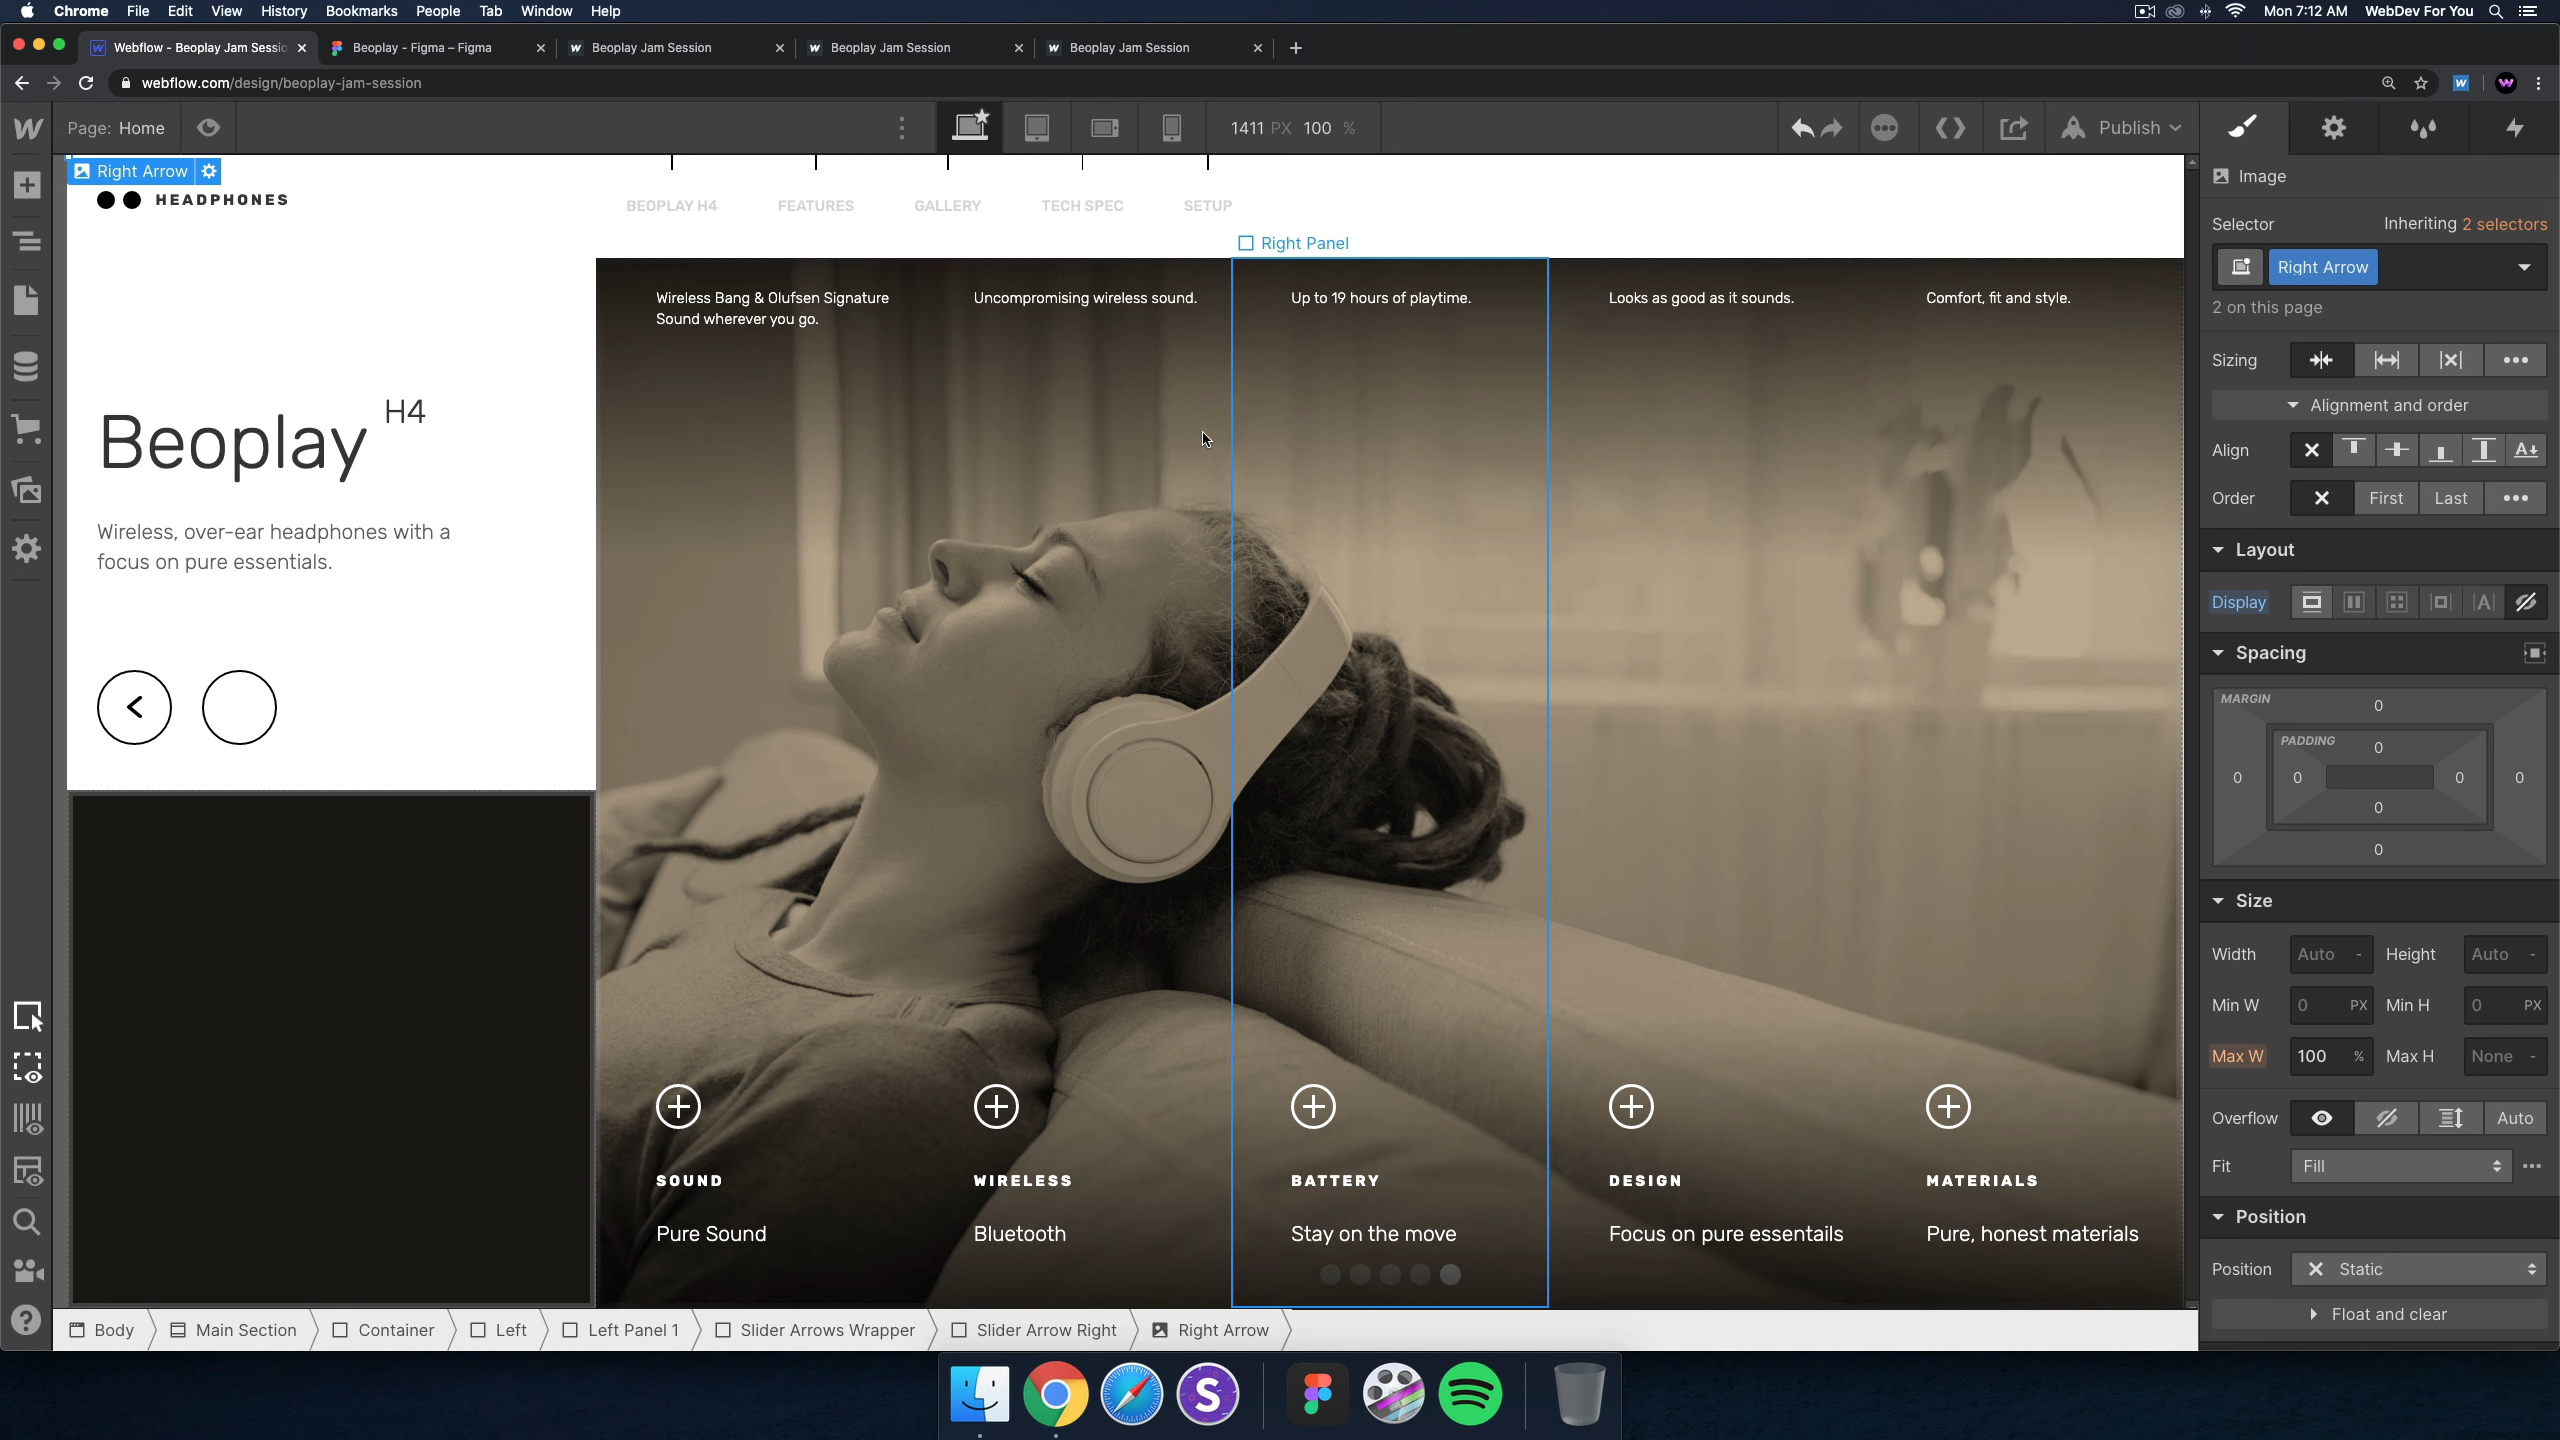 Chrome File Edit View History Bookmarks People Tab Window Help
Mon 7:12 AM WebDev For You
Webflow - Beoplay Jam Sessio
Beoplay - Figma – Figma
Beoplay Jam Session
Beoplay Jam Session
Beoplay Jam Session
webflow.com/design/beoplay-jam-session
Page: Home
1411 PX 100 %
Publish
Right Arrow
HEADPHONES
BEOPLAY H4
FEATURES
GALLERY
TECH SPEC
SETUP
Right Panel
Wireless Bang & Olufsen Signature
Sound wherever you go.
Uncompromising wireless sound.
Up to 19 hours of playtime.
Looks as good as it sounds.
Comfort, fit and style.
Beoplay H4
Wireless, over-ear headphones with a
focus on pure essentials.
SOUND
WIRELESS
BATTERY
DESIGN
MATERIALS
Pure Sound
Bluetooth
Stay on the move
Focus on pure essentails
Pure, honest materials
Body
Main Section
Container
Left
Left Panel 1
Slider Arrows Wrapper
Slider Arrow Right
Right Arrow
Image
Selector
Inheriting 2 selectors
Right Arrow
2 on this page
Sizing
Alignment and order
Align
Order
First
Last
Layout
Display
Spacing
MARGIN
0
PADDING
0
0
0
0
0
0
0
Size
Width Auto -
Height Auto -
Min W 0 PX
Min H 0 PX
Max W 100 %
Max H None -
Overflow
Auto
Fit
Fill
Position
Position
Static
Float and clear